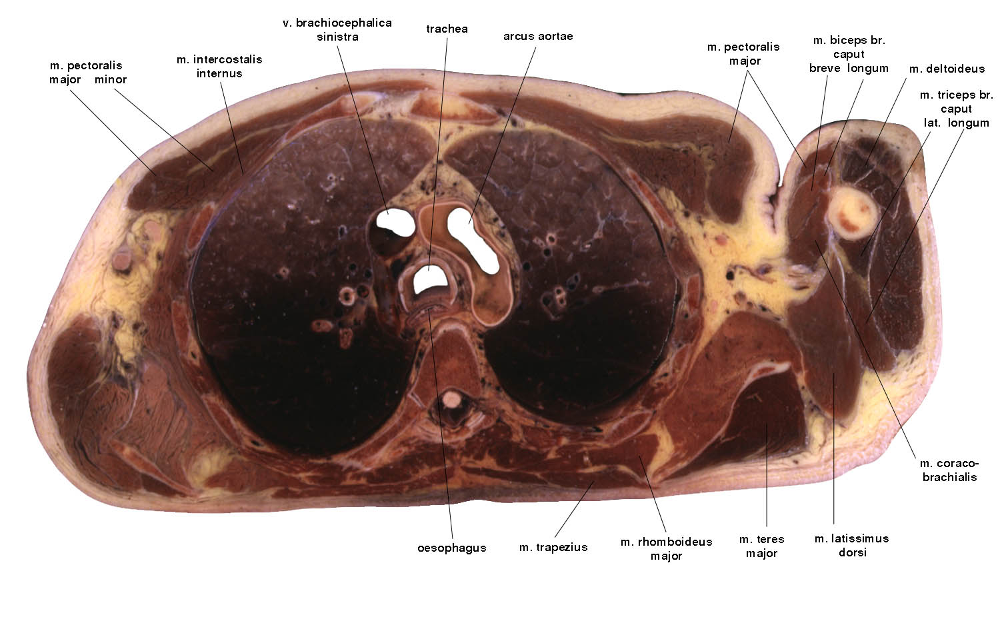 v. brachiocephalica
sinistra
trachea
arcus aortae
m. pectoralis
major
m. biceps br.
caput
breve longum
m. deltoideus
m. triceps br.
caput
lat. longum
m. intercostalis
internus
m. pectoralis
major minor
m. coraco-
brachialis
oesophagus
m. trapezius
m. rhomboideus
major
m. teres
major
m. latissimus
dorsi